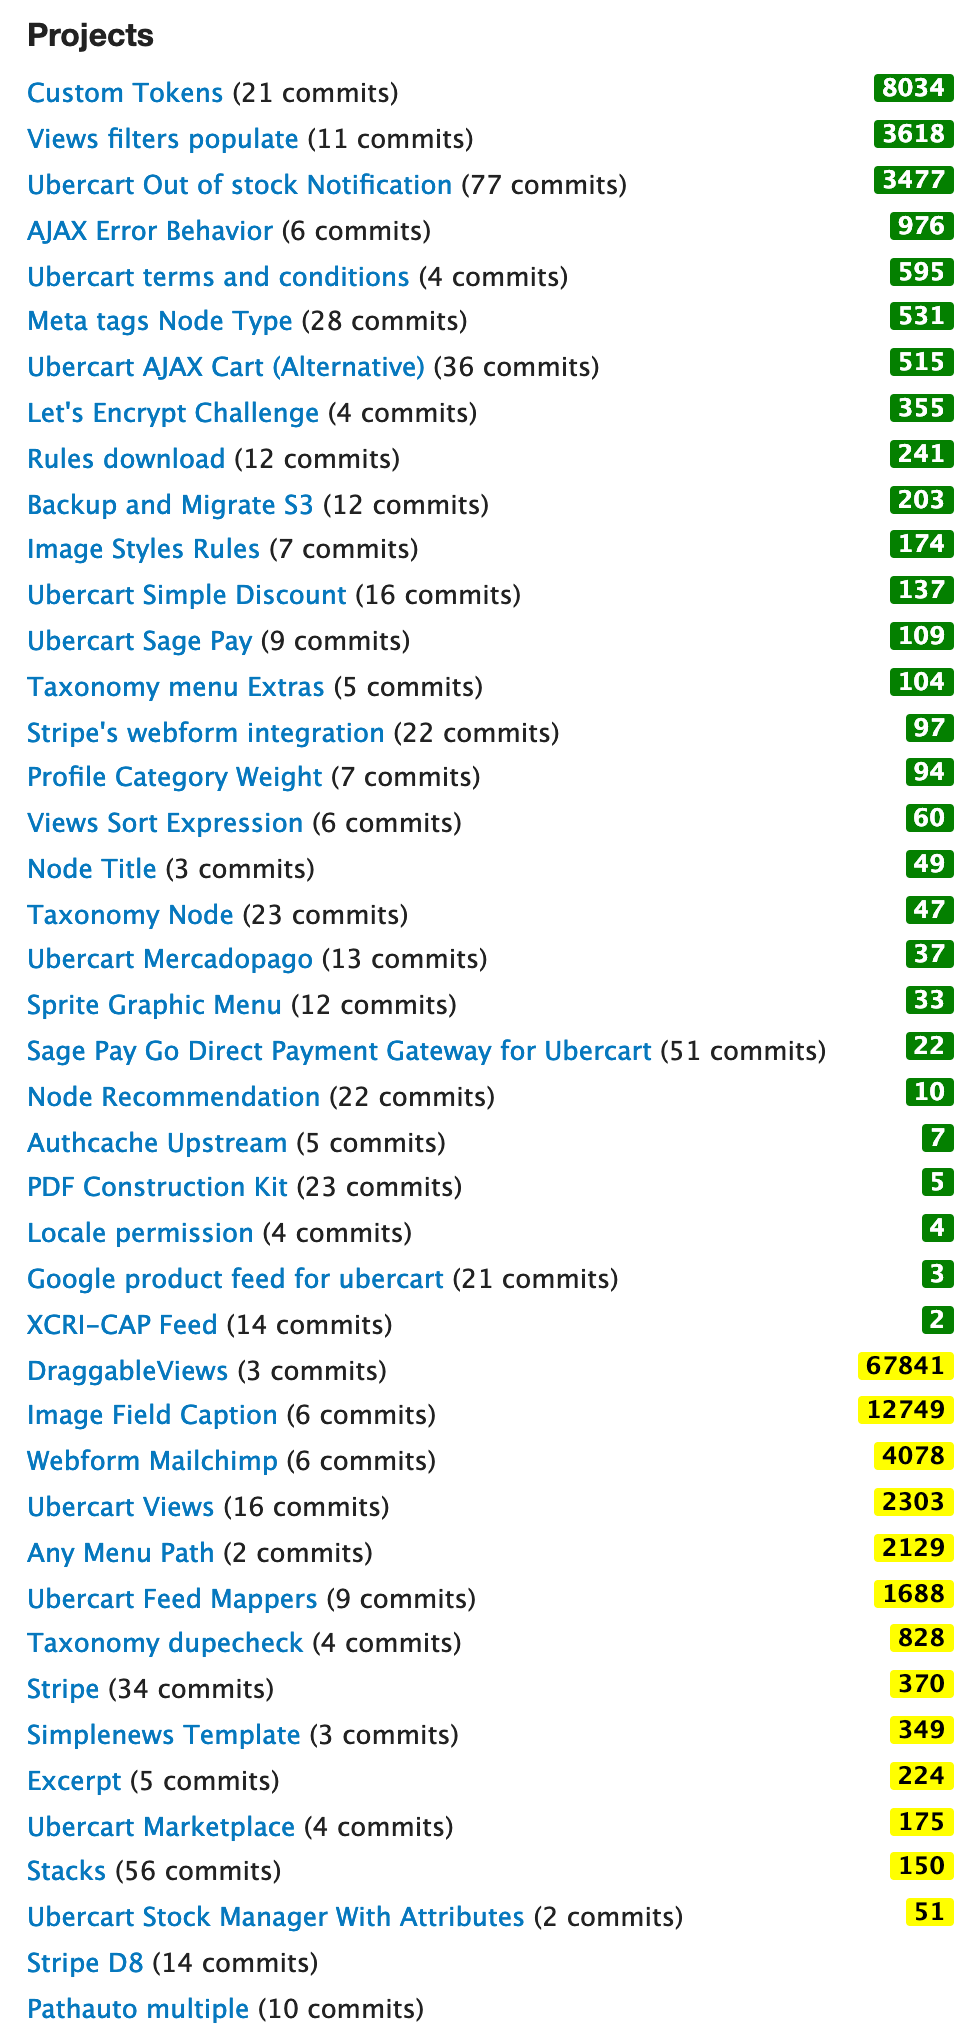 Projects
Custom Tokens (21 commits) 8034
Views filters populate (11 commits) 3618
Ubercart Out of stock Notification (77 commits) 3477
AJAX Error Behavior (6 commits) 976
Ubercart terms and conditions (4 commits) 595
Meta tags Node Type (28 commits) 531
Ubercart AJAX Cart (Alternative) (36 commits) 515
Let's Encrypt Challenge (4 commits) 355
Rules download (12 commits) 241
Backup and Migrate S3 (12 commits) 203
Image Styles Rules (7 commits) 174
Ubercart Simple Discount (16 commits) 137
Ubercart Sage Pay (9 commits) 109
Taxonomy menu Extras (5 commits) 104
Stripe's webform integration (22 commits) 97
Profile Category Weight (7 commits) 94
Views Sort Expression (6 commits) 60
Node Title (3 commits) 49
Taxonomy Node (23 commits) 47
Ubercart Mercadopago (13 commits) 37
Sprite Graphic Menu (12 commits) 33
Sage Pay Go Direct Payment Gateway for Ubercart (51 commits) 22
Node Recommendation (22 commits) 10
Authcache Upstream (5 commits) 7
PDF Construction Kit (23 commits) 5
Locale permission (4 commits) 4
Google product feed for ubercart (21 commits) 3
XCRI-CAP Feed (14 commits) 2
DraggableViews (3 commits) 67841
Image Field Caption (6 commits) 12749
Webform Mailchimp (6 commits) 4078
Ubercart Views (16 commits) 2303
Any Menu Path (2 commits) 2129
Ubercart Feed Mappers (9 commits) 1688
Taxonomy dupecheck (4 commits) 828
Stripe (34 commits) 370
Simplenews Template (3 commits) 349
Excerpt (5 commits) 224
Ubercart Marketplace (4 commits) 175
Stacks (56 commits) 150
Ubercart Stock Manager With Attributes (2 commits) 51
Stripe D8 (14 commits)
Pathauto multiple (10 commits)